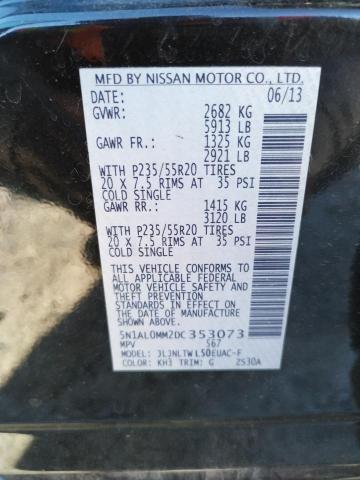 MFD BY NISSAN MOTOR CO., LTD.
DATE: 06/13
GVWR: 2682 KG
5913 LB
GAWR FR.: 1325 KG
2921 LB
WITH P235/55R20 TIRES
20 X 7.5 RIMS AT 35 PSI
COLD SINGLE
GAWR RR.: 1415 KG
3120 LB
WITH P235/55R20 TIRES
20 X 7.5 RIMS AT 35 PSI
COLD SINGLE
THIS VEHICLE CONFORMS TO
ALL APPLICABLE FEDERAL
MOTOR VEHICLE SAFETY AND
THEFT PREVENTION
STANDARDS IN EFFECT ON
THE DATE OF
MANUFACTURE SHOWN ABOVE.
5N1AL0MM2DC353073
MPV 567
MODEL: JLJNLTWL50EUAC-F
COLOR: KH3 TRIM: G 2S30A